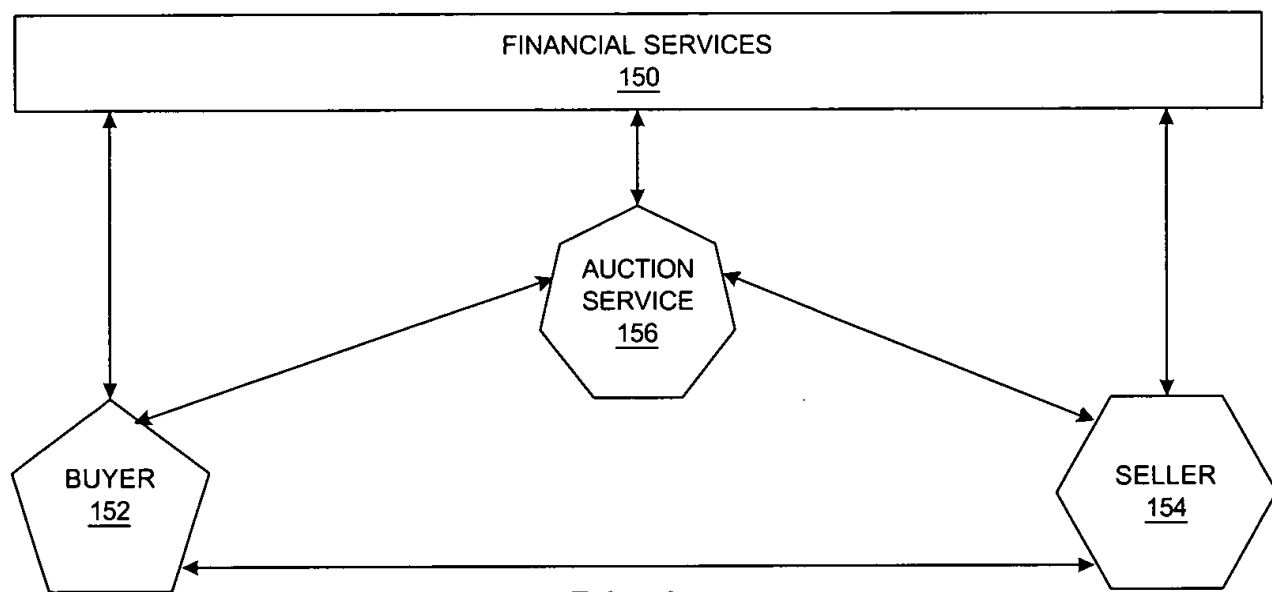 FINANCIAL SERVICES
150
AUCTION
SERVICE
156
BUYER
152
SELLER
154